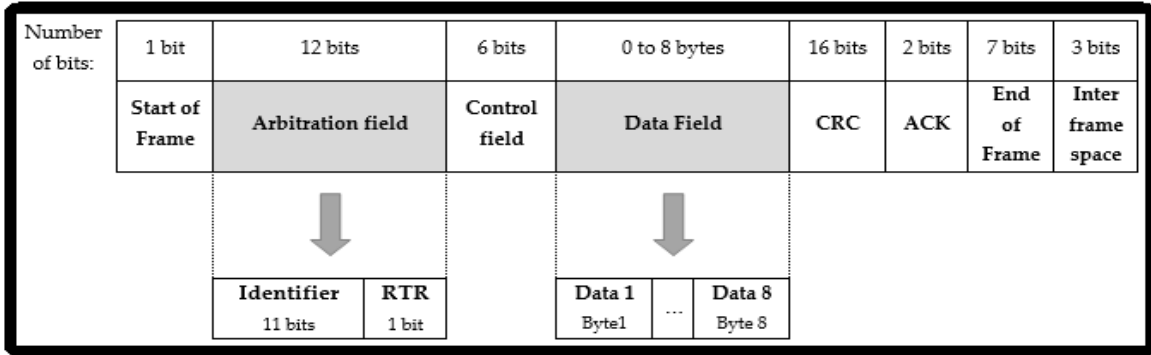 Number of bits:
1 bit
12 bits
6 bits
0 to 8 bytes
16 bits
2 bits
7 bits
3 bits
Start of Frame
Arbitration field
Control field
Data Field
CRC
ACK
End of Frame
Inter frame space
Identifier
11 bits
RTR
1 bit
Data 1
Byte1
...
Data 8
Byte 8